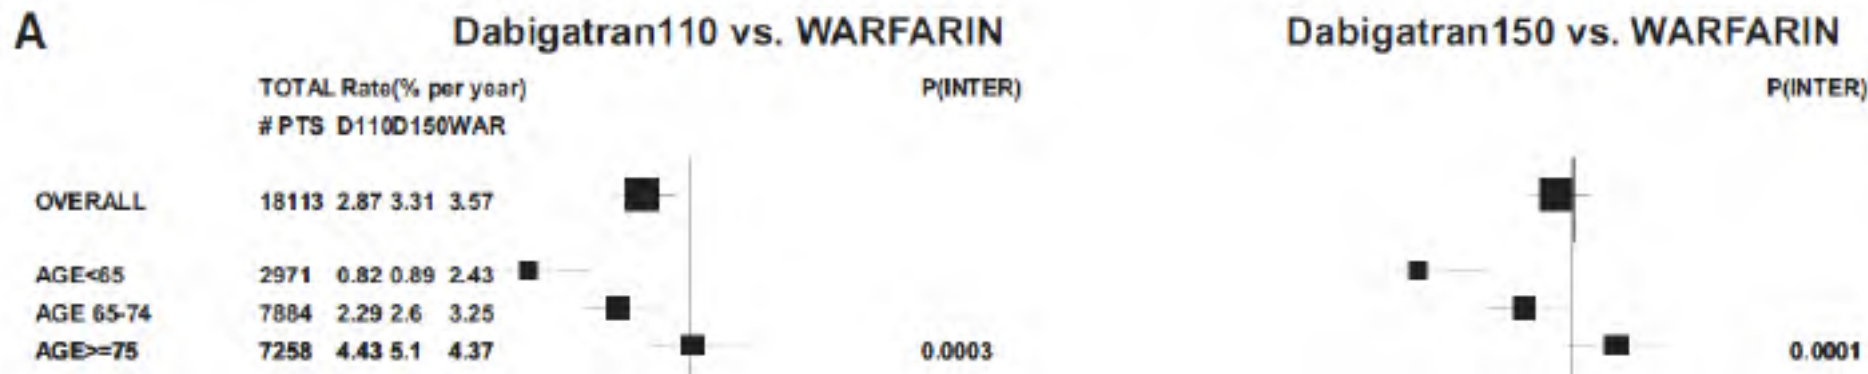 A Dabigatran110 vs. WARFARIN Dabigatran150 vs. WARFARIN
TOTAL Rate(% per year) P(INTER) P(INTER)
# PTS D110D150WAR
OVERALL 18113 2.87 3.31 3.57
AGE<65 2971 0.82 0.89 2.43
AGE 65-74 7884 2.29 2.6 3.25
AGE>=75 7258 4.43 5.1 4.37 0.0003 0.0001